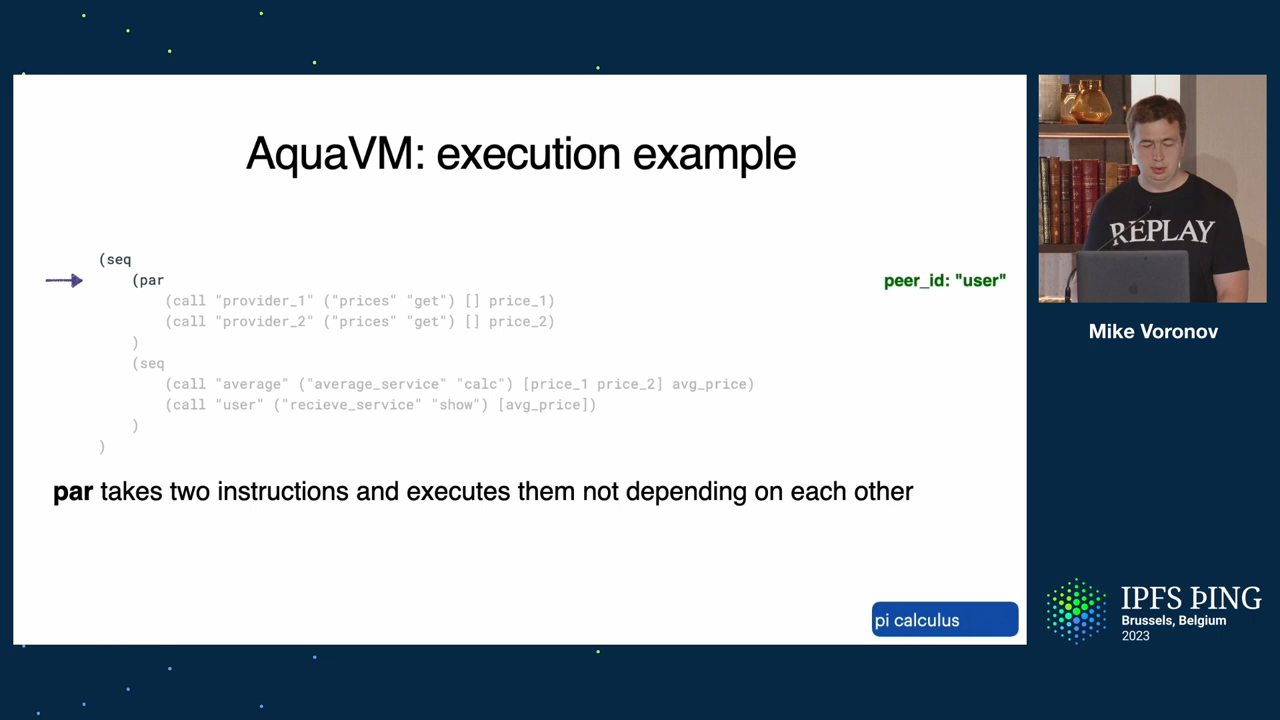 AquaVM: execution example
(seq
(par
peer_id: "user"
(call "provider_1" ("prices" "get") [] price_1)
(call "provider_2" ("prices" "get") [] price_2)
)
(seq
(call "average" ("average_service" "calc") [price_1 price_2] avg_price)
(call "user" ("recieve_service" "show") [avg_price])
)
)
par takes two instructions and executes them not depending on each other
pi calculus
REPLAY
Mike Voronov
IPFS ÞING
Brussels, Belgium
2023